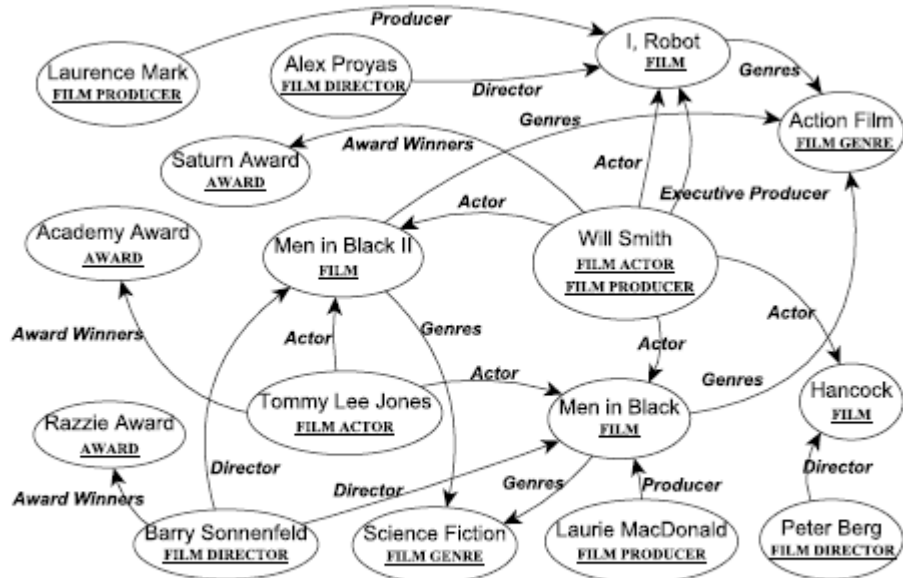 Producer
I, Robot
FILM
Laurence Mark
FILM PRODUCER
Alex Proyas
FILM DIRECTOR
Director
Genres
Genres
Action Film
FILM GENRE
Saturn Award
AWARD
Award Winners
Actor
Executive Producer
Actor
Academy Award
AWARD
Men in Black II
FILM
Will Smith
FILM ACTOR
FILM PRODUCER
Award Winners
Actor
Genres
Actor
Actor
Actor
Genres
Tommy Lee Jones
FILM ACTOR
Men in Black
FILM
Hancock
FILM
Razzie Award
AWARD
Director
Director
Genres
Producer
Director
Award Winners
Barry Sonnenfeld
FILM DIRECTOR
Science Fiction
FILM GENRE
Laurie MacDonald
FILM PRODUCER
Peter Berg
FILM DIRECTOR